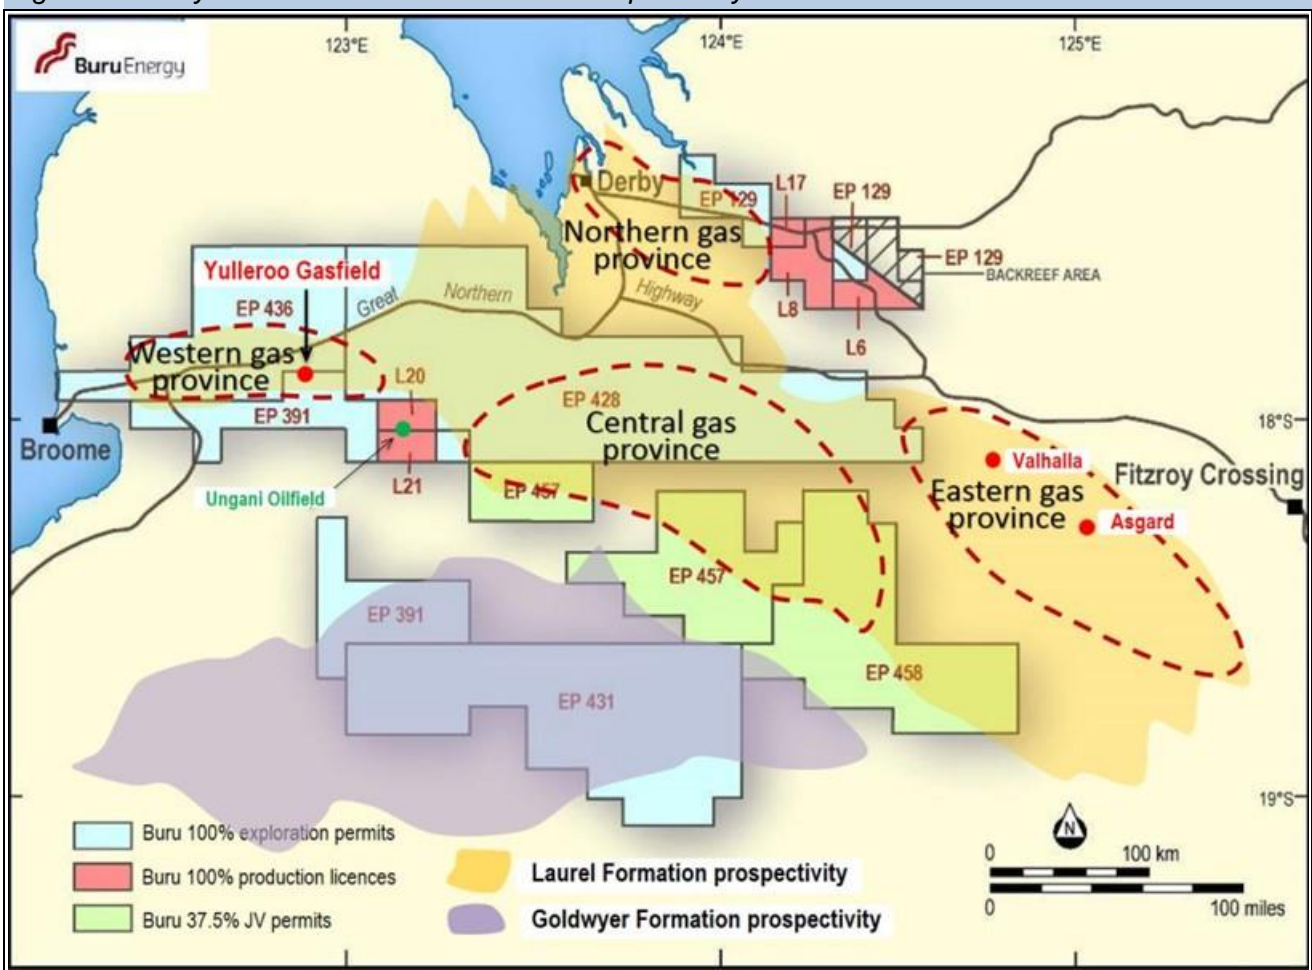 BuruEnergy
123°E
124°E
125°E
Derby
L17
EP 129
EP 129
EP 129
BACKREEF AREA
Northern gas
province
Yulleroo Gasfield
EP 436
Great
Northern
Highway
L8
L6
Western gas
province
L20
EP 391
EP 428
Central gas
province
18°S
Broome
Valhalla
Fitzroy Crossing
Ungani Oilfield
L21
EP 457
Eastern gas
province
Asgard
EP 457
EP 391
EP 458
EP 431
19°S
Buru 100% exploration permits
Buru 100% production licences
Buru 37.5% JV permits
Laurel Formation prospectivity
Goldwyer Formation prospectivity
N
0
100 km
0
100 miles